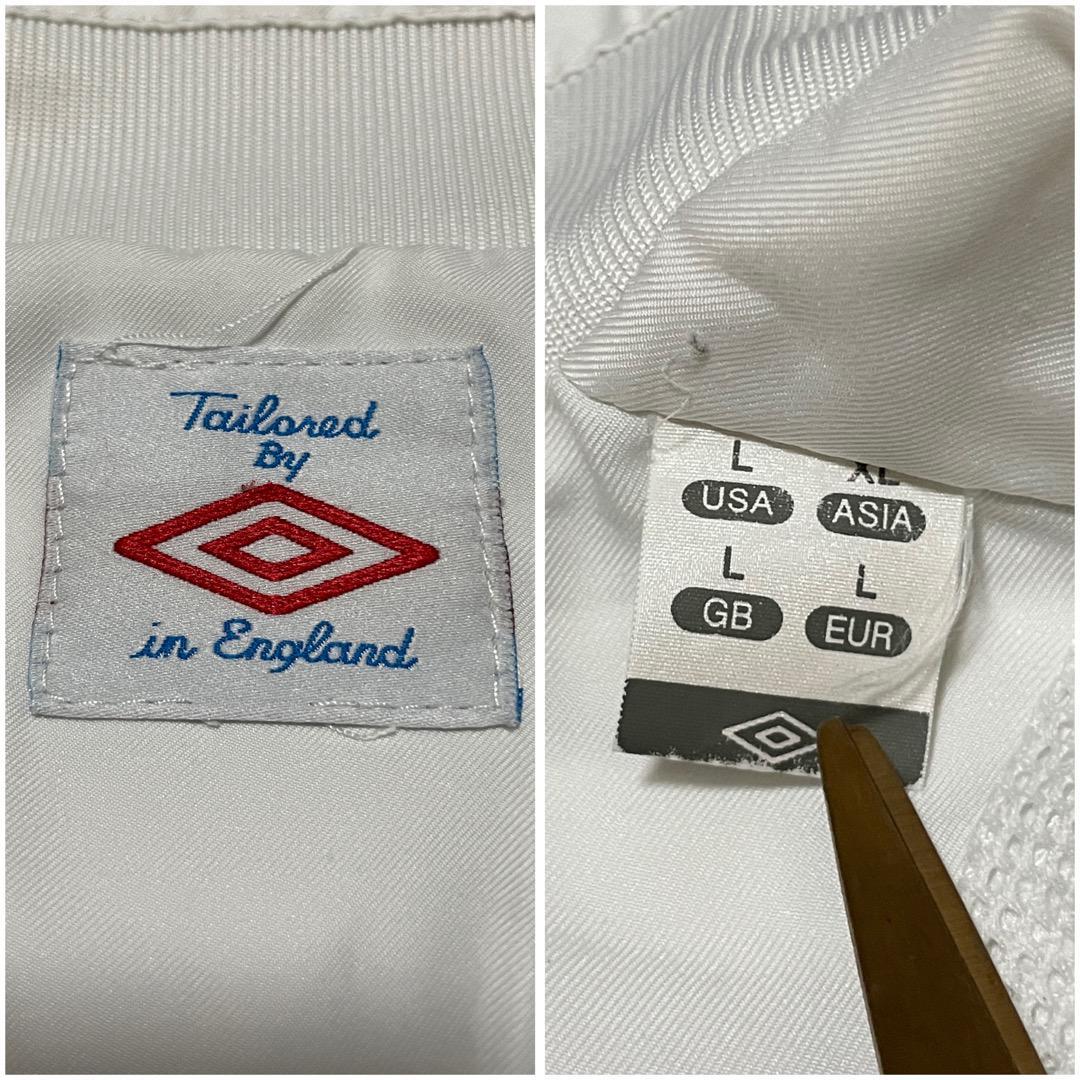 Tailored
By
in England
L XL
USA ASIA
L L
GB EUR